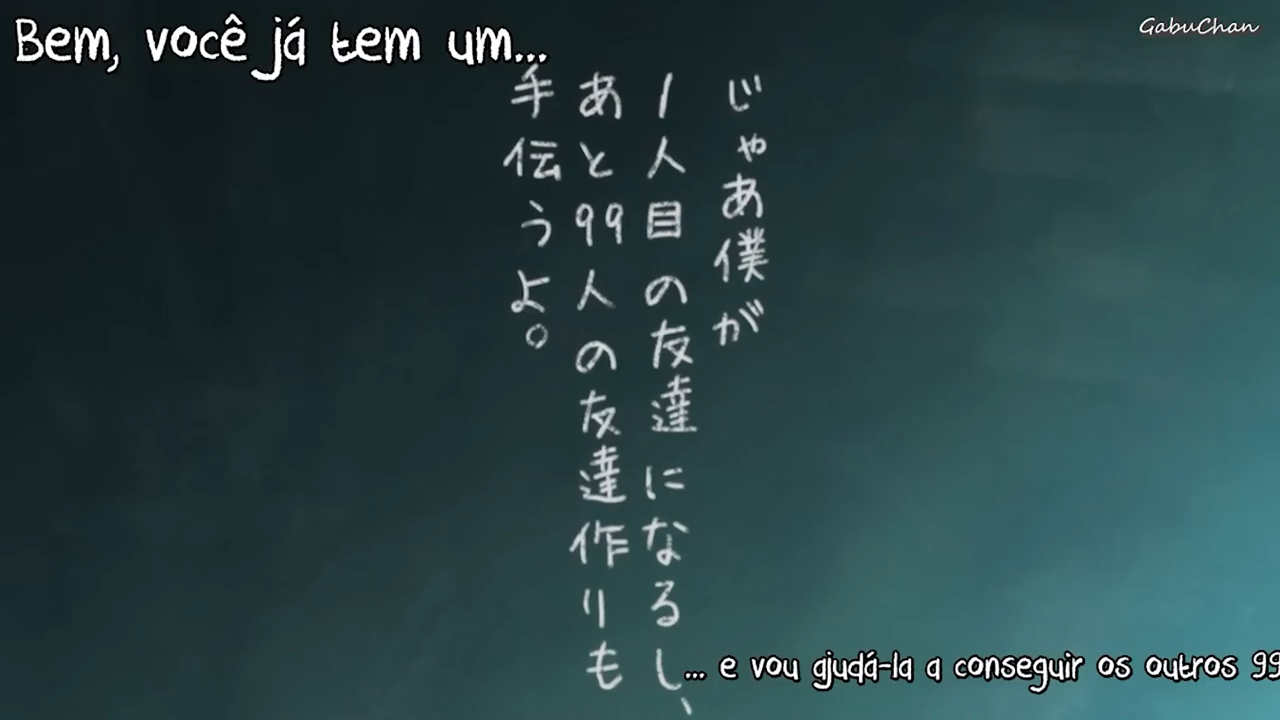 Bem, você já tem um...
GabuChan
じゃあ僕が
1人目の友達になるし、
あと99人の友達作りも
手伝うよ。
... e vou gjudá-la a conseguir os outros 99